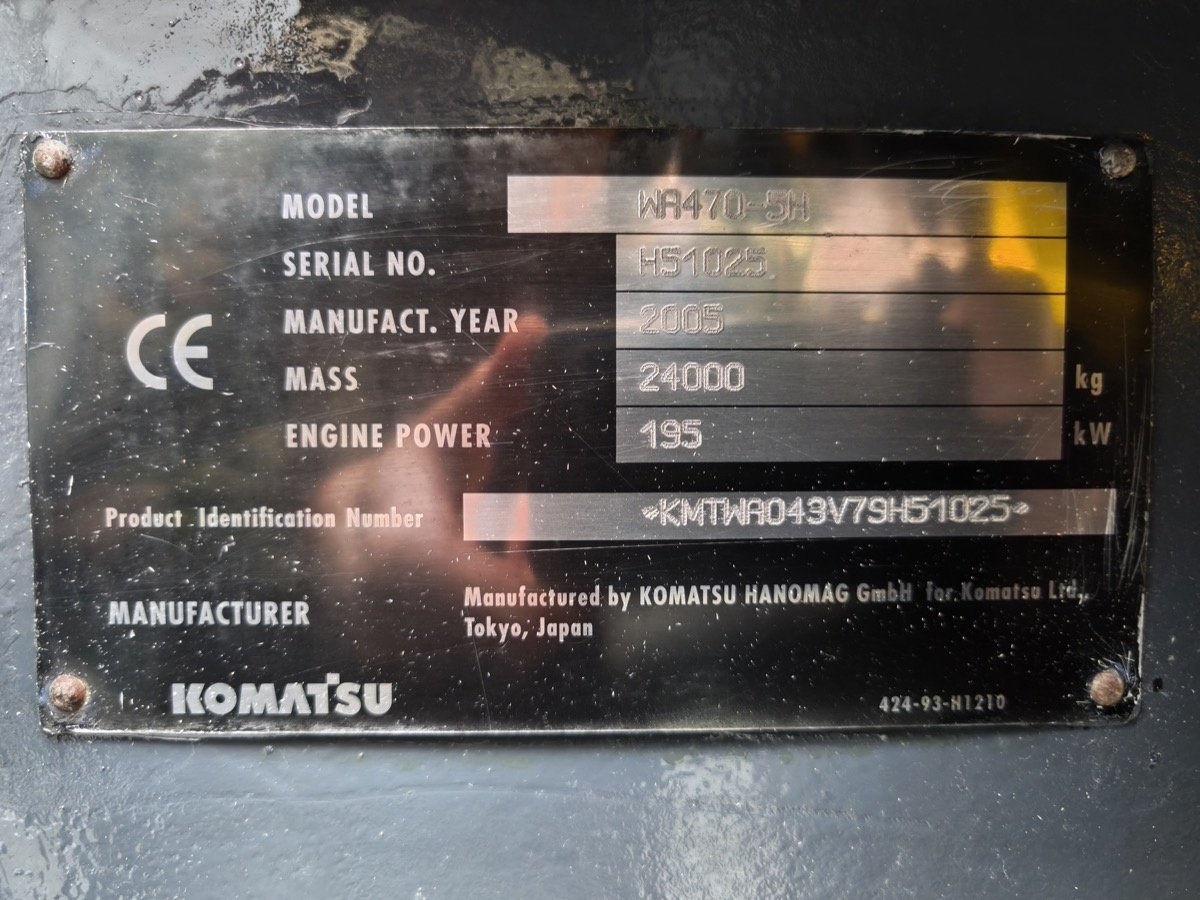 MODEL WA470-5H
SERIAL NO. H51025
MANUFACT. YEAR 2005
CE
MASS 24000 kg
ENGINE POWER 195 kW
Product Identification Number *KMTWA043V79H51025*
MANUFACTURER
Manufactured by KOMATSU HANOMAG GmbH for Komatsu Ltd,
Tokyo, Japan
KOMATSU
424-93-H1210